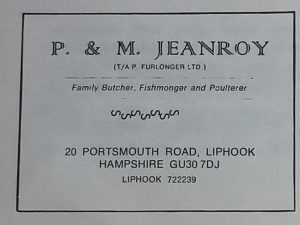 P. & M. JEANROY
(T/A P. FURLONGER LTD.)
Family Butcher, Fishmonger and Poulterer
20 PORTSMOUTH ROAD, LIPHOOK
HAMPSHIRE GU30 7DJ
LIPHOOK 722239